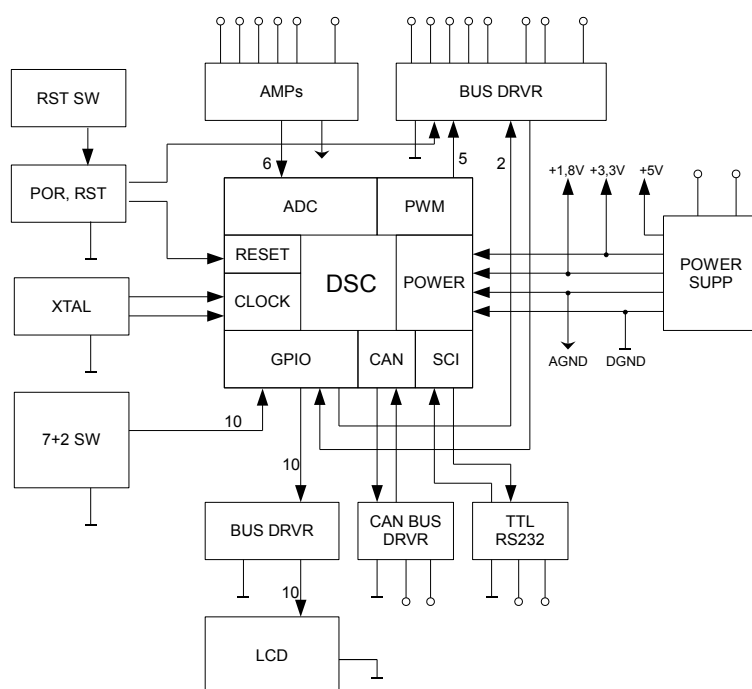 RST SW
AMPs
BUS DRVR
6
5
2
POR, RST
+1,8V
+3,3V
+5V
ADC
PWM
RESET
DSC
POWER
POWER
SUPP
XTAL
CLOCK
GPIO
CAN
SCI
AGND
DGND
7+2 SW
10
10
BUS DRVR
CAN BUS
DRVR
TTL
RS232
10
LCD